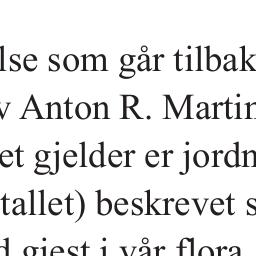 lse som går tilbak
v Anton R. Martin
et gjelder er jordn
tallet) beskrevet s
d gjest i vår flora